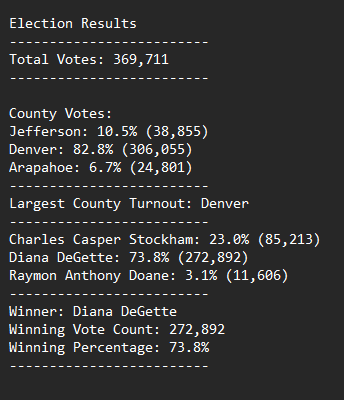 Election Results
-------------------------
Total Votes: 369,711
-------------------------
County Votes:
Jefferson: 10.5% (38,855)
Denver: 82.8% (306,055)
Arapahoe: 6.7% (24,801)
-------------------------
Largest County Turnout: Denver
-------------------------
Charles Casper Stockham: 23.0% (85,213)
Diana DeGette: 73.8% (272,892)
Raymon Anthony Doane: 3.1% (11,606)
-------------------------
Winner: Diana DeGette
Winning Vote Count: 272,892
Winning Percentage: 73.8%
-------------------------